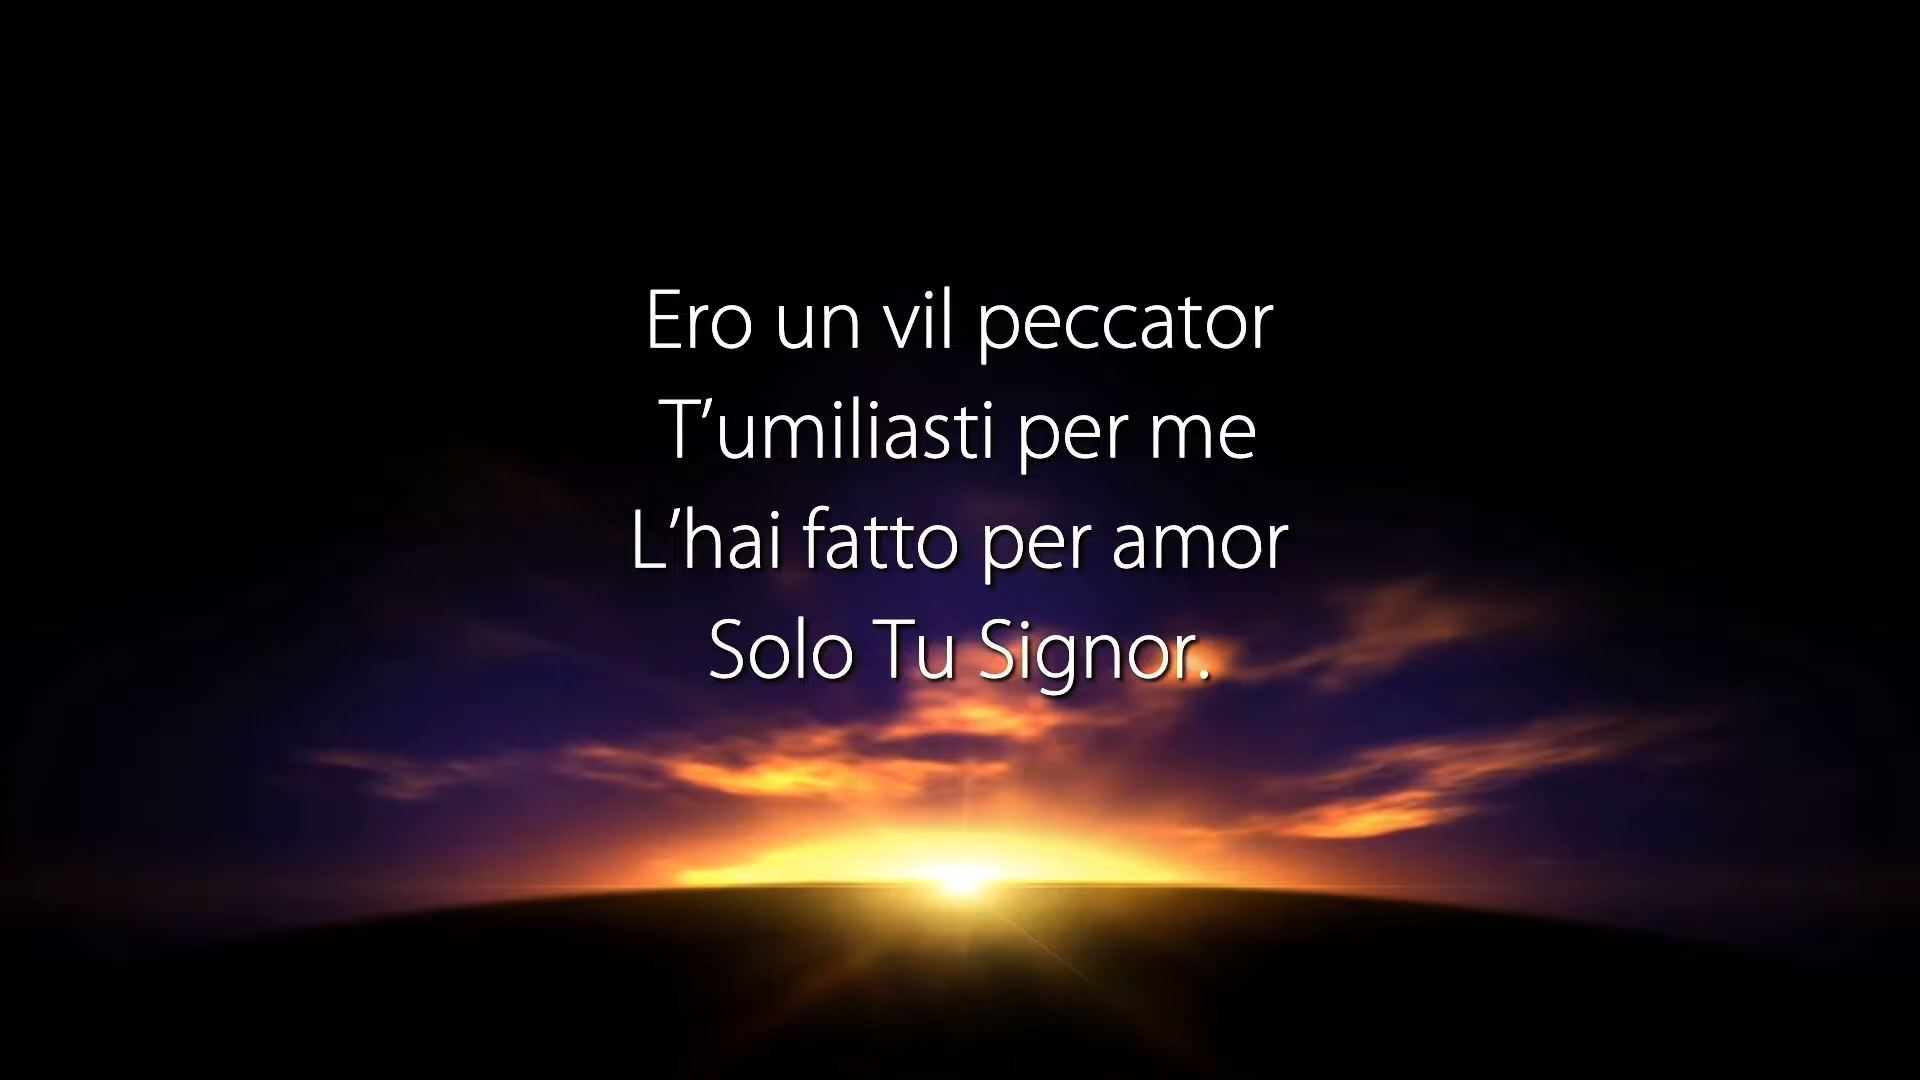 Ero un vil peccator
T’umiliasti per me
L’hai fatto per amor
Solo Tu Signor.